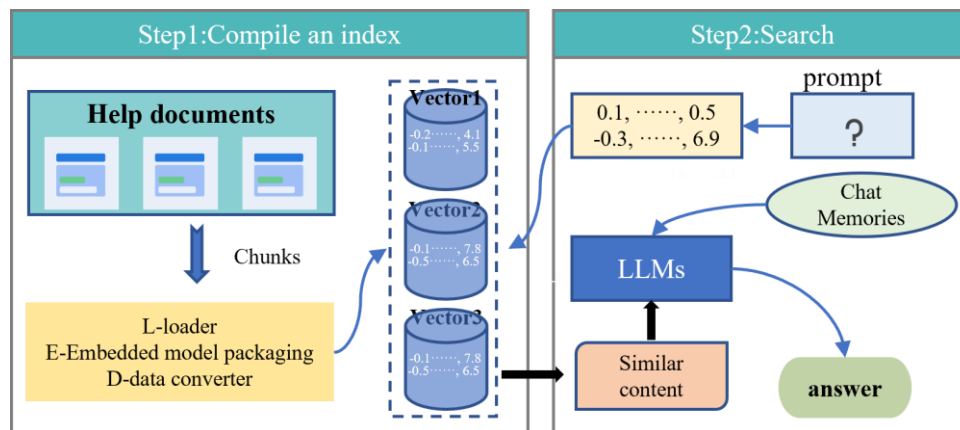 Step1:Compile an index
Help documents
Chunks
L-loader
E-Embedded model packaging
D-data converter
Vector1
-0.2······, 4.1
-0.1······, 5.5
Vector2
-0.1······, 7.8
-0.5······, 6.5
Vector3
-0.1······, 7.8
-0.5······, 6.5
Step2:Search
prompt
?
0.1, ······, 0.5
-0.3, ······, 6.9
Chat
Memories
LLMs
Similar
content
answer